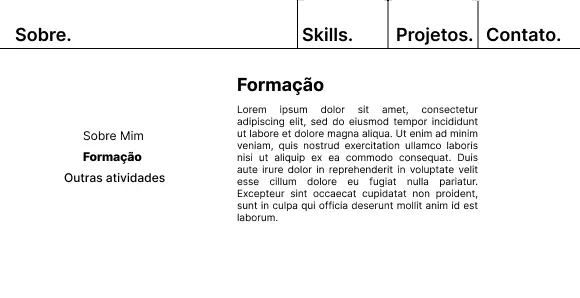 Sobre.
Skills.
Projetos.
Contato.
Sobre Mim
Formação
Outras atividades
Formação
Lorem ipsum dolor sit amet, consectetur
adipiscing elit, sed do eiusmod tempor incididunt
ut labore et dolore magna aliqua. Ut enim ad minim
veniam, quis nostrud exercitation ullamco laboris
nisi ut aliquip ex ea commodo consequat. Duis
aute irure dolor in reprehenderit in voluptate velit
esse cillum dolore eu fugiat nulla pariatur.
Excepteur sint occaecat cupidatat non proident,
sunt in culpa qui officia deserunt mollit anim id est
laborum.